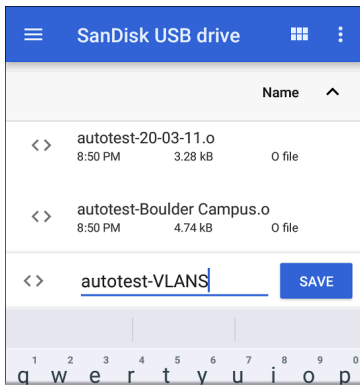 SanDisk USB drive
Name
autotest-20-03-11.o
8:50 PM 3.28 kB O file
autotest-Boulder Campus.o
8:50 PM 4.74 kB O file
autotest-VLANS SAVE
1 2 3 4 5 6 7 8 9 0
q w e r t y u i o p